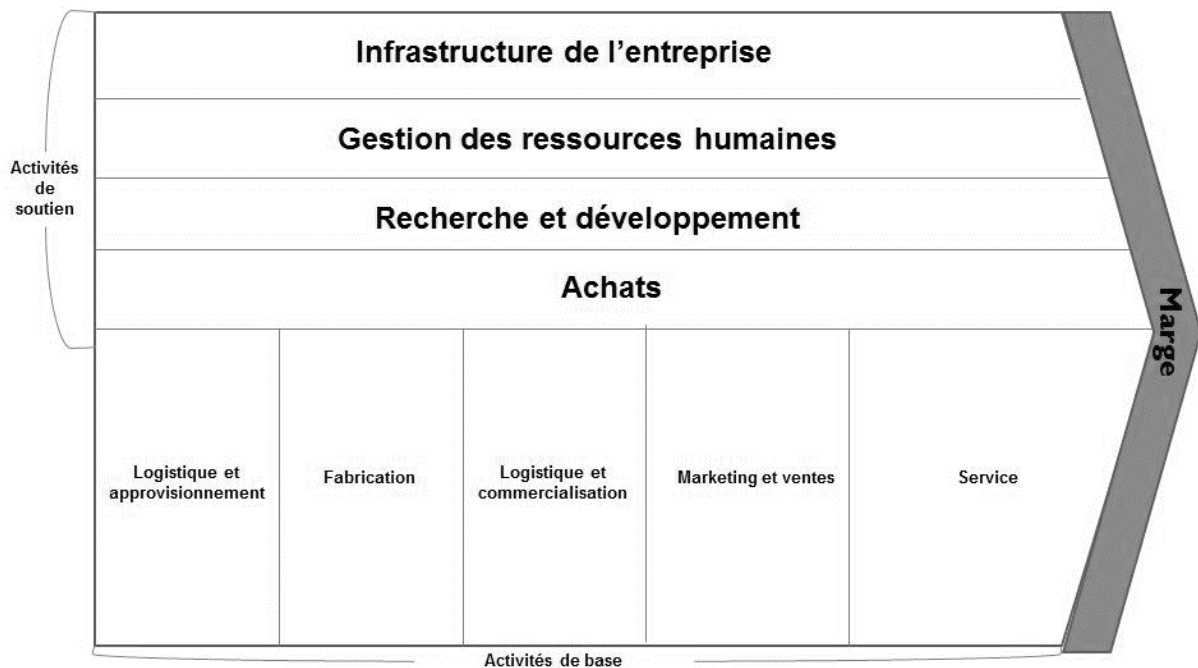 Infrastructure de l’entreprise
Gestion des ressources humaines
Activités
de
soutien
Recherche et développement
Achats
Marge
Logistique et
approvisionnement
Fabrication
Logistique et
commercialisation
Marketing et ventes
Service
Activités de base